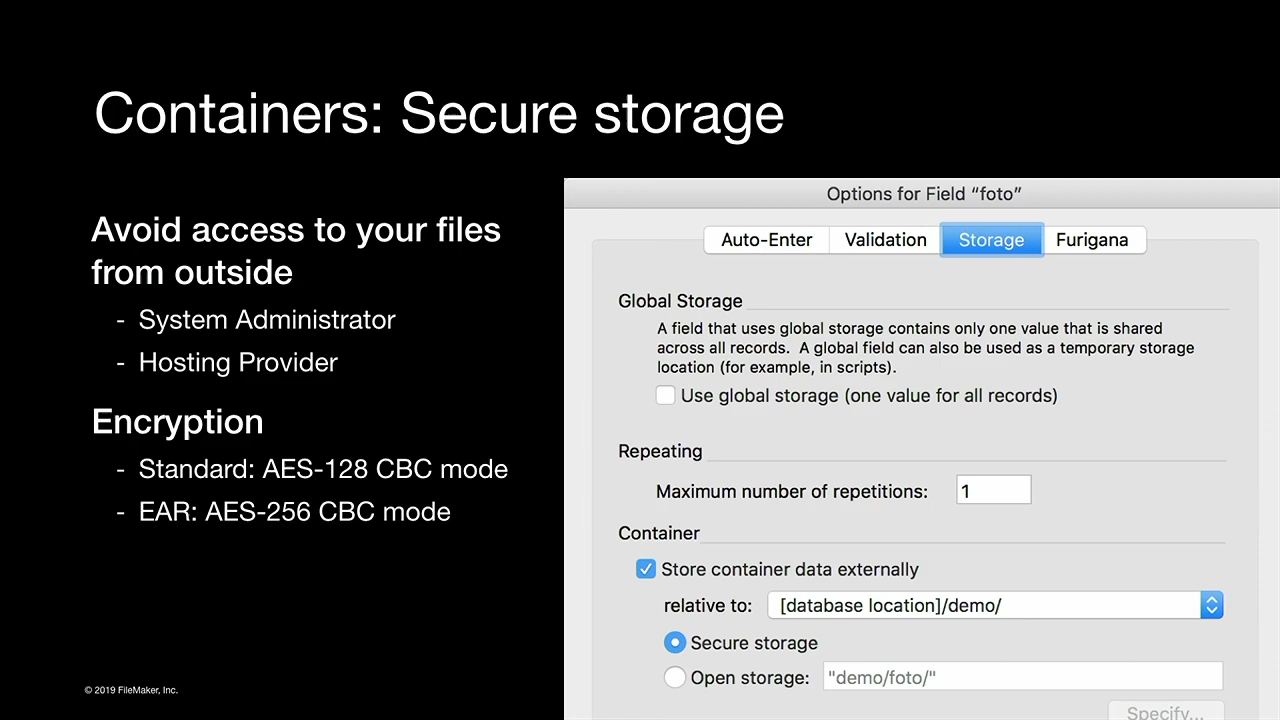 Containers: Secure storage
Avoid access to your files
from outside
- System Administrator
- Hosting Provider
Encryption
- Standard: AES-128 CBC mode
- EAR: AES-256 CBC mode
© 2019 FileMaker, Inc.
Options for Field “foto”
Auto-Enter Validation Storage Furigana
Global Storage
A field that uses global storage contains only one value that is shared
across all records. A global field can also be used as a temporary storage
location (for example, in scripts).
Use global storage (one value for all records)
Repeating
Maximum number of repetitions: 1
Container
Store container data externally
relative to: [database location]/demo/
Secure storage
Open storage: "demo/foto/"
Specify...